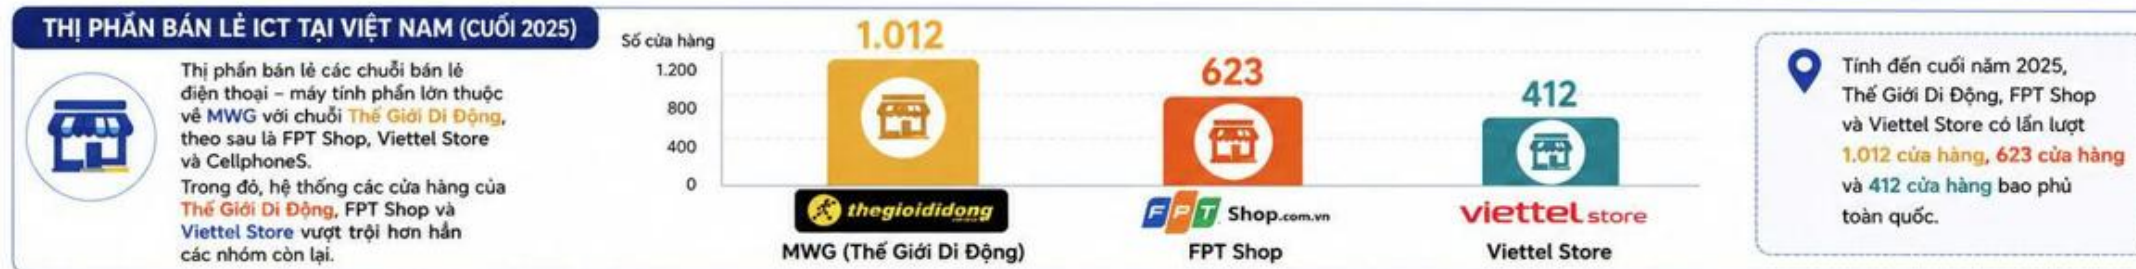 THỊ PHẦN BÁN LẺ ICT TẠI VIỆT NAM (CUỐI 2025)
Thị phần bán lẻ các chuỗi bán lẻ
điện thoại – máy tính phần lớn thuộc
về MWG với chuỗi Thế Giới Di Động,
theo sau là FPT Shop, Viettel Store
và CellphoneS.
Trong đó, hệ thống các cửa hàng của
Thế Giới Di Động, FPT Shop và
Viettel Store vượt trội hơn hẳn
các nhóm còn lại.
Số cửa hàng
1.200
800
400
0
1.012
623
412
thegioididong
FPT Shop.com.vn
viettel store
MWG (Thế Giới Di Động)
FPT Shop
Viettel Store
Tính đến cuối năm 2025,
Thế Giới Di Động, FPT Shop
và Viettel Store có lần lượt
1.012 cửa hàng, 623 cửa hàng
và 412 cửa hàng bao phủ
toàn quốc.